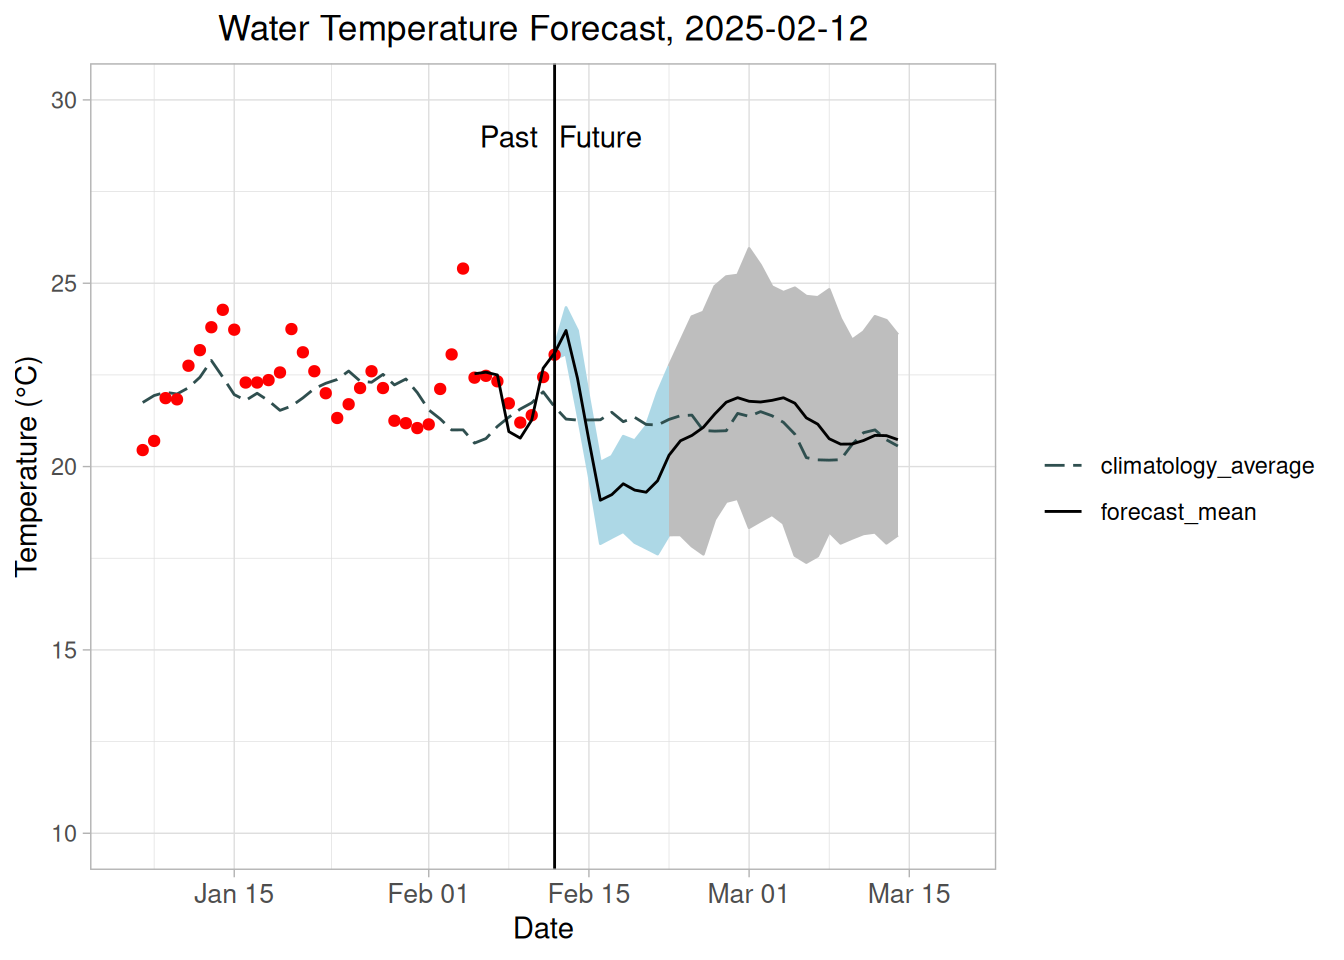 Water Temperature Forecast, 2025-02-12
30
Past Future
25
20
15
10
Temperature (°C)
Jan 15 Feb 01 Feb 15 Mar 01 Mar 15
Date
climatology_average
forecast_mean